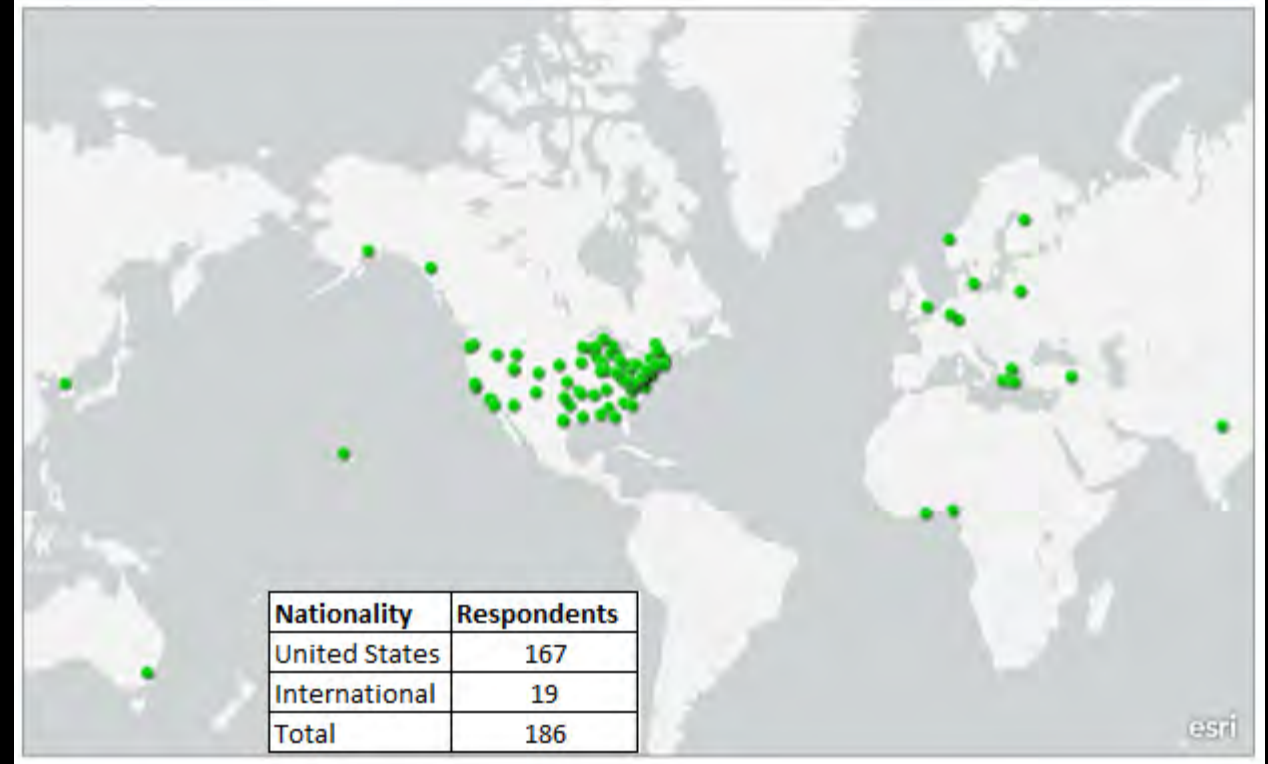 Nationality Respondents
United States 167
International 19
Total 186
esri